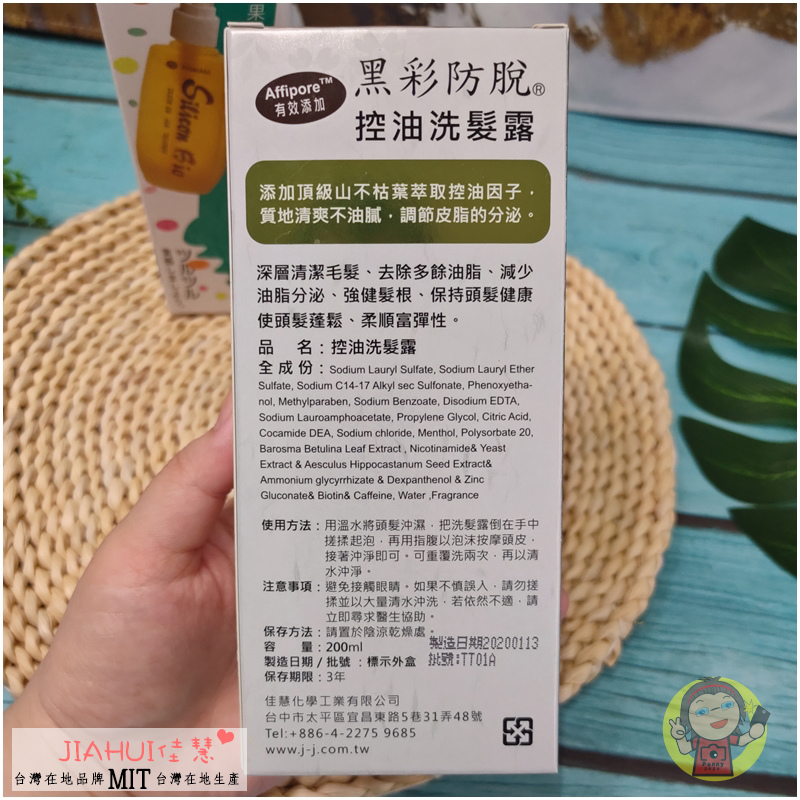 果
Silicon Bio
ツルツル
Affipore™
有效添加
黑彩防脫®
控油洗髮露
添加頂級山不枯葉萃取控油因子，
質地清爽不油膩，調節皮脂的分泌。
深層清潔毛髮、去除多餘油脂、減少
油脂分泌、強健髮根、保持頭髮健康
使頭髮蓬鬆、柔順富彈性。
品　名：控油洗髮露
全成份：Sodium Lauryl Sulfate, Sodium Lauryl Ether
Sulfate, Sodium C14-17 Alkyl sec Sulfonate, Phenoxyetha-
nol, Methylparaben, Sodium Benzoate, Disodium EDTA,
Sodium Lauroamphoacetate, Propylene Glycol, Citric Acid,
Cocamide DEA, Sodium chloride, Menthol, Polysorbate 20,
Barosma Betulina Leaf Extract , Nicotinamide& Yeast
Extract & Aesculus Hippocastanum Seed Extract&
Ammonium glycyrrhizate & Dexpanthenol & Zinc
Gluconate& Biotin& Caffeine, Water ,Fragrance
使用方法：用溫水將頭髮沖濕，把洗髮露倒在手中
搓揉起泡，再用指腹以泡沫按摩頭皮，
接著沖淨即可。可重覆洗兩次，再以清
水沖淨。
注意事項：避免接觸眼睛。如果不慎誤入，請勿搓
揉並以大量清水沖洗，若依然不適，請
立即尋求醫生協助。
保存方法：請置於陰涼乾燥處。
容　量：200ml
製造日期20200113
製造日期/批號：標示外盒
批號:TT01A
保存期限：3年
佳慧化學工業有限公司
台中市太平區宜昌東路5巷31弄48號
Tel:+886-4-2275 9685
www.j-j.com.tw
JIAHUI佳慧
台灣在地品牌MIT台灣在地生產
Fanny